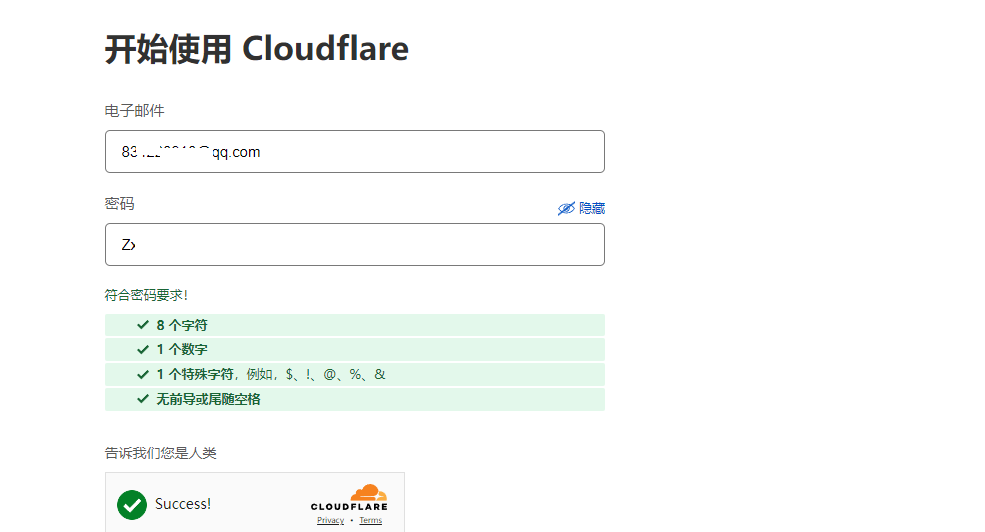 开始使用 Cloudflare
电子邮件
@qq.com
密码
隐藏
Zx
符合密码要求!
✓ 8 个字符
✓ 1 个数字
✓ 1 个特殊字符，例如，$、!、@、%、&
✓ 无前导或尾随空格
告诉我们您是人类
Success!
CLOUDFLARE
Privacy • Terms